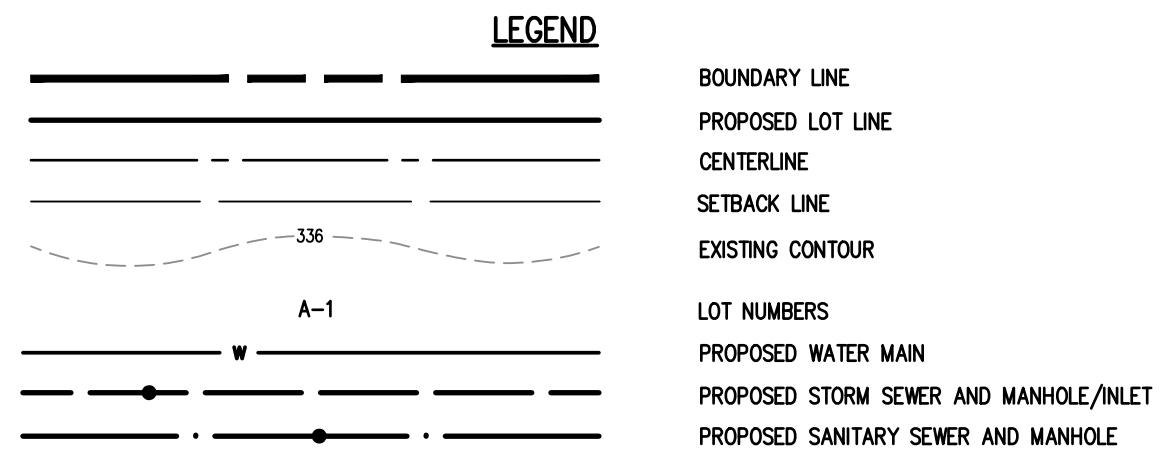 LEGEND
BOUNDARY LINE
PROPOSED LOT LINE
CENTERLINE
SETBACK LINE
336 EXISTING CONTOUR
A-1 LOT NUMBERS
W PROPOSED WATER MAIN
PROPOSED STORM SEWER AND MANHOLE/INLET
PROPOSED SANITARY SEWER AND MANHOLE